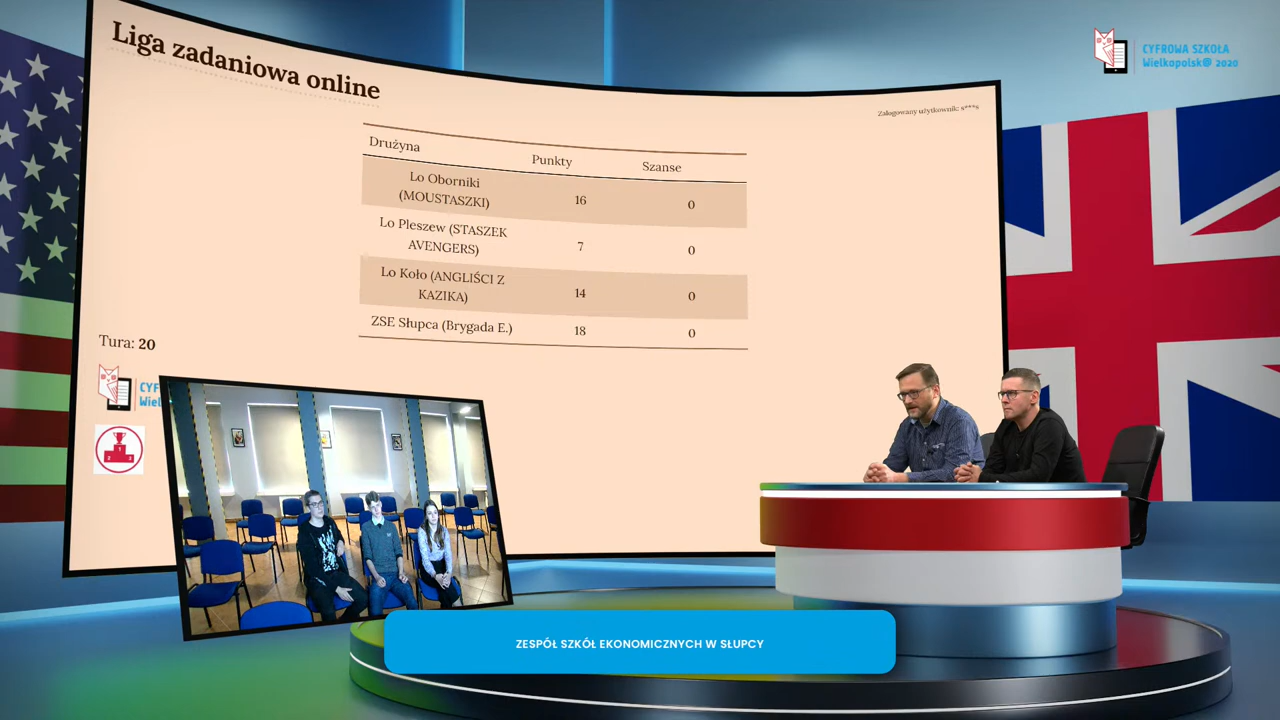 Liga zadaniowa online
CYFROWA SZKOŁA
Wielkopolsk@ 2020
Zalogowany użytkownik: s***s
Drużyna Punkty Szanse
Lo Oborniki
(MOUSTASZKI) 16 0
Lo Pleszew (STASZEK
AVENGERS) 7 0
Lo Koło (ANGLIŚCI Z
KAZIKA) 14 0
ZSE Słupca (Brygada E.) 18 0
Tura: 20
CYF
Wiel
ZESPÓŁ SZKÓŁ EKONOMICZNYCH W SŁUPCY